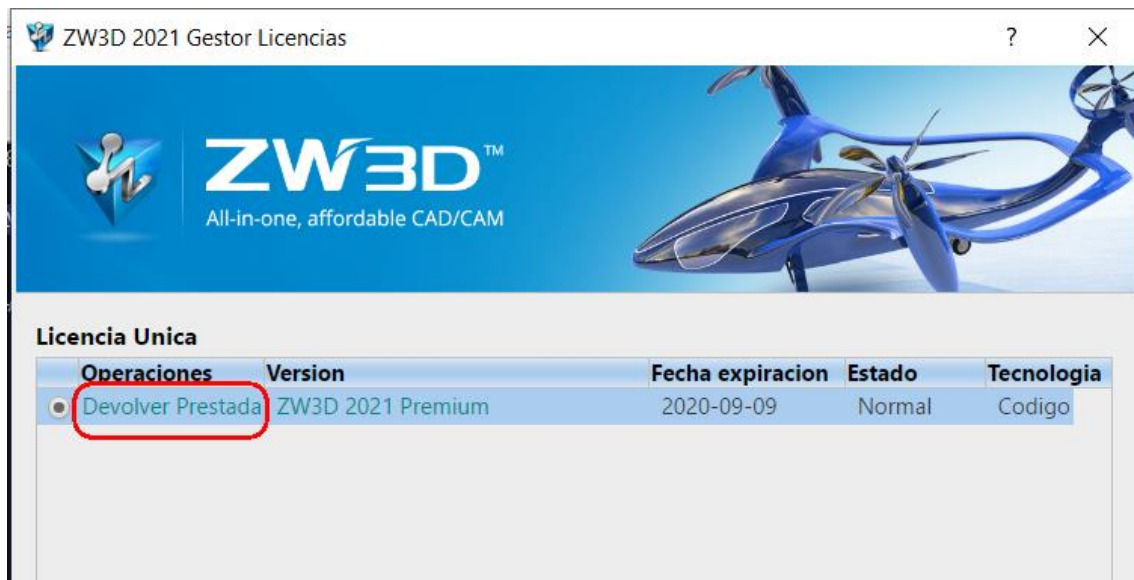 ZW3D 2021 Gestor Licencias
ZW3D™
All-in-one, affordable CAD/CAM
Licencia Unica
Operaciones Version Fecha expiracion Estado Tecnologia
Devolver Prestada ZW3D 2021 Premium 2020-09-09 Normal Codigo